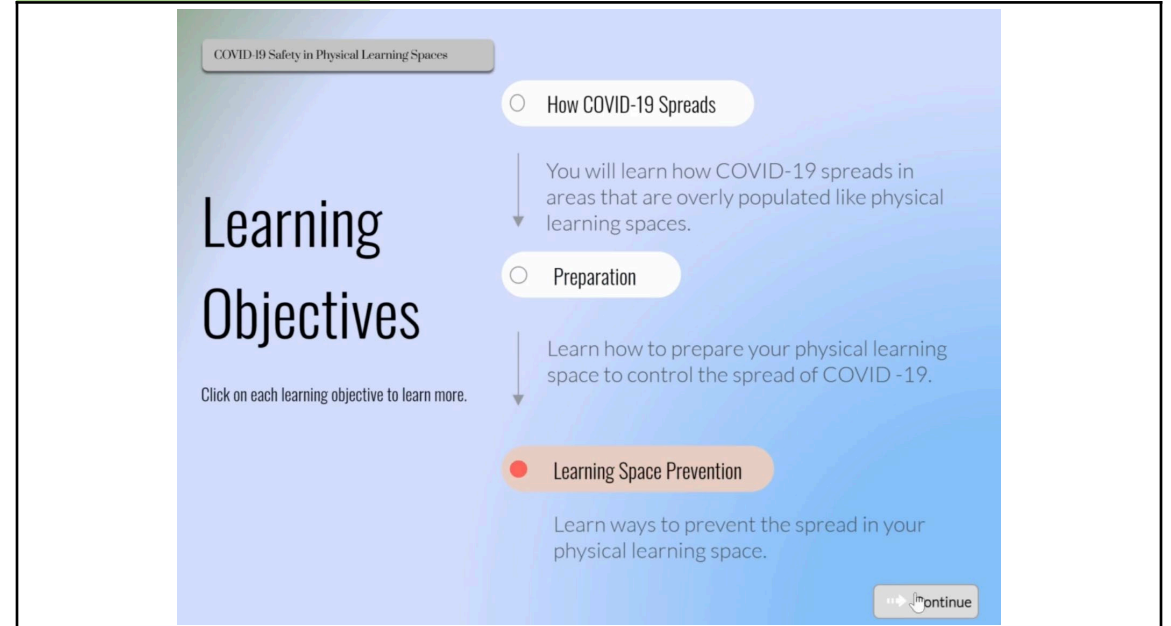 COVID-19 Safety in Physical Learning Spaces
Learning
Objectives
Click on each learning objective to learn more.
How COVID-19 Spreads
You will learn how COVID-19 spreads in
areas that are overly populated like physical
learning spaces.
Preparation
Learn how to prepare your physical learning
space to control the spread of COVID -19.
Learning Space Prevention
Learn ways to prevent the spread in your
physical learning space.